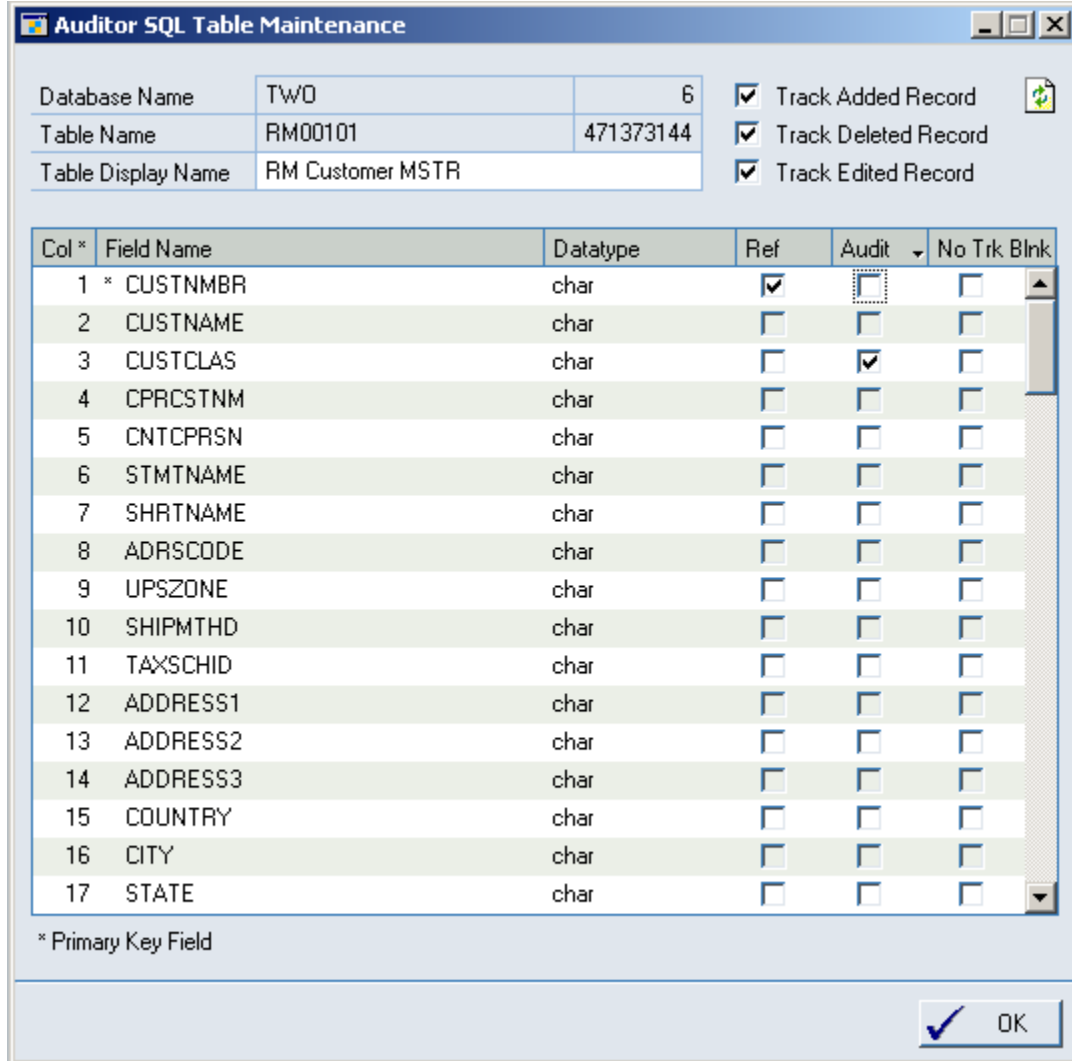 Auditor SQL Table Maintenance
Database Name TWO 6 Track Added Record
Table Name RM00101 471373144 Track Deleted Record
Table Display Name RM Customer MSTR Track Edited Record
Col * Field Name Datatype Ref Audit No Trk Blnk
1 * CUSTNMBR char
2 CUSTNAME char
3 CUSTCLAS char
4 CPRCSTNM char
5 CNTCPRSN char
6 STMTNAME char
7 SHRTNAME char
8 ADRSCODE char
9 UPSZONE char
10 SHIPMTHD char
11 TAXSCHID char
12 ADDRESS1 char
13 ADDRESS2 char
14 ADDRESS3 char
15 COUNTRY char
16 CITY char
17 STATE char
* Primary Key Field
OK